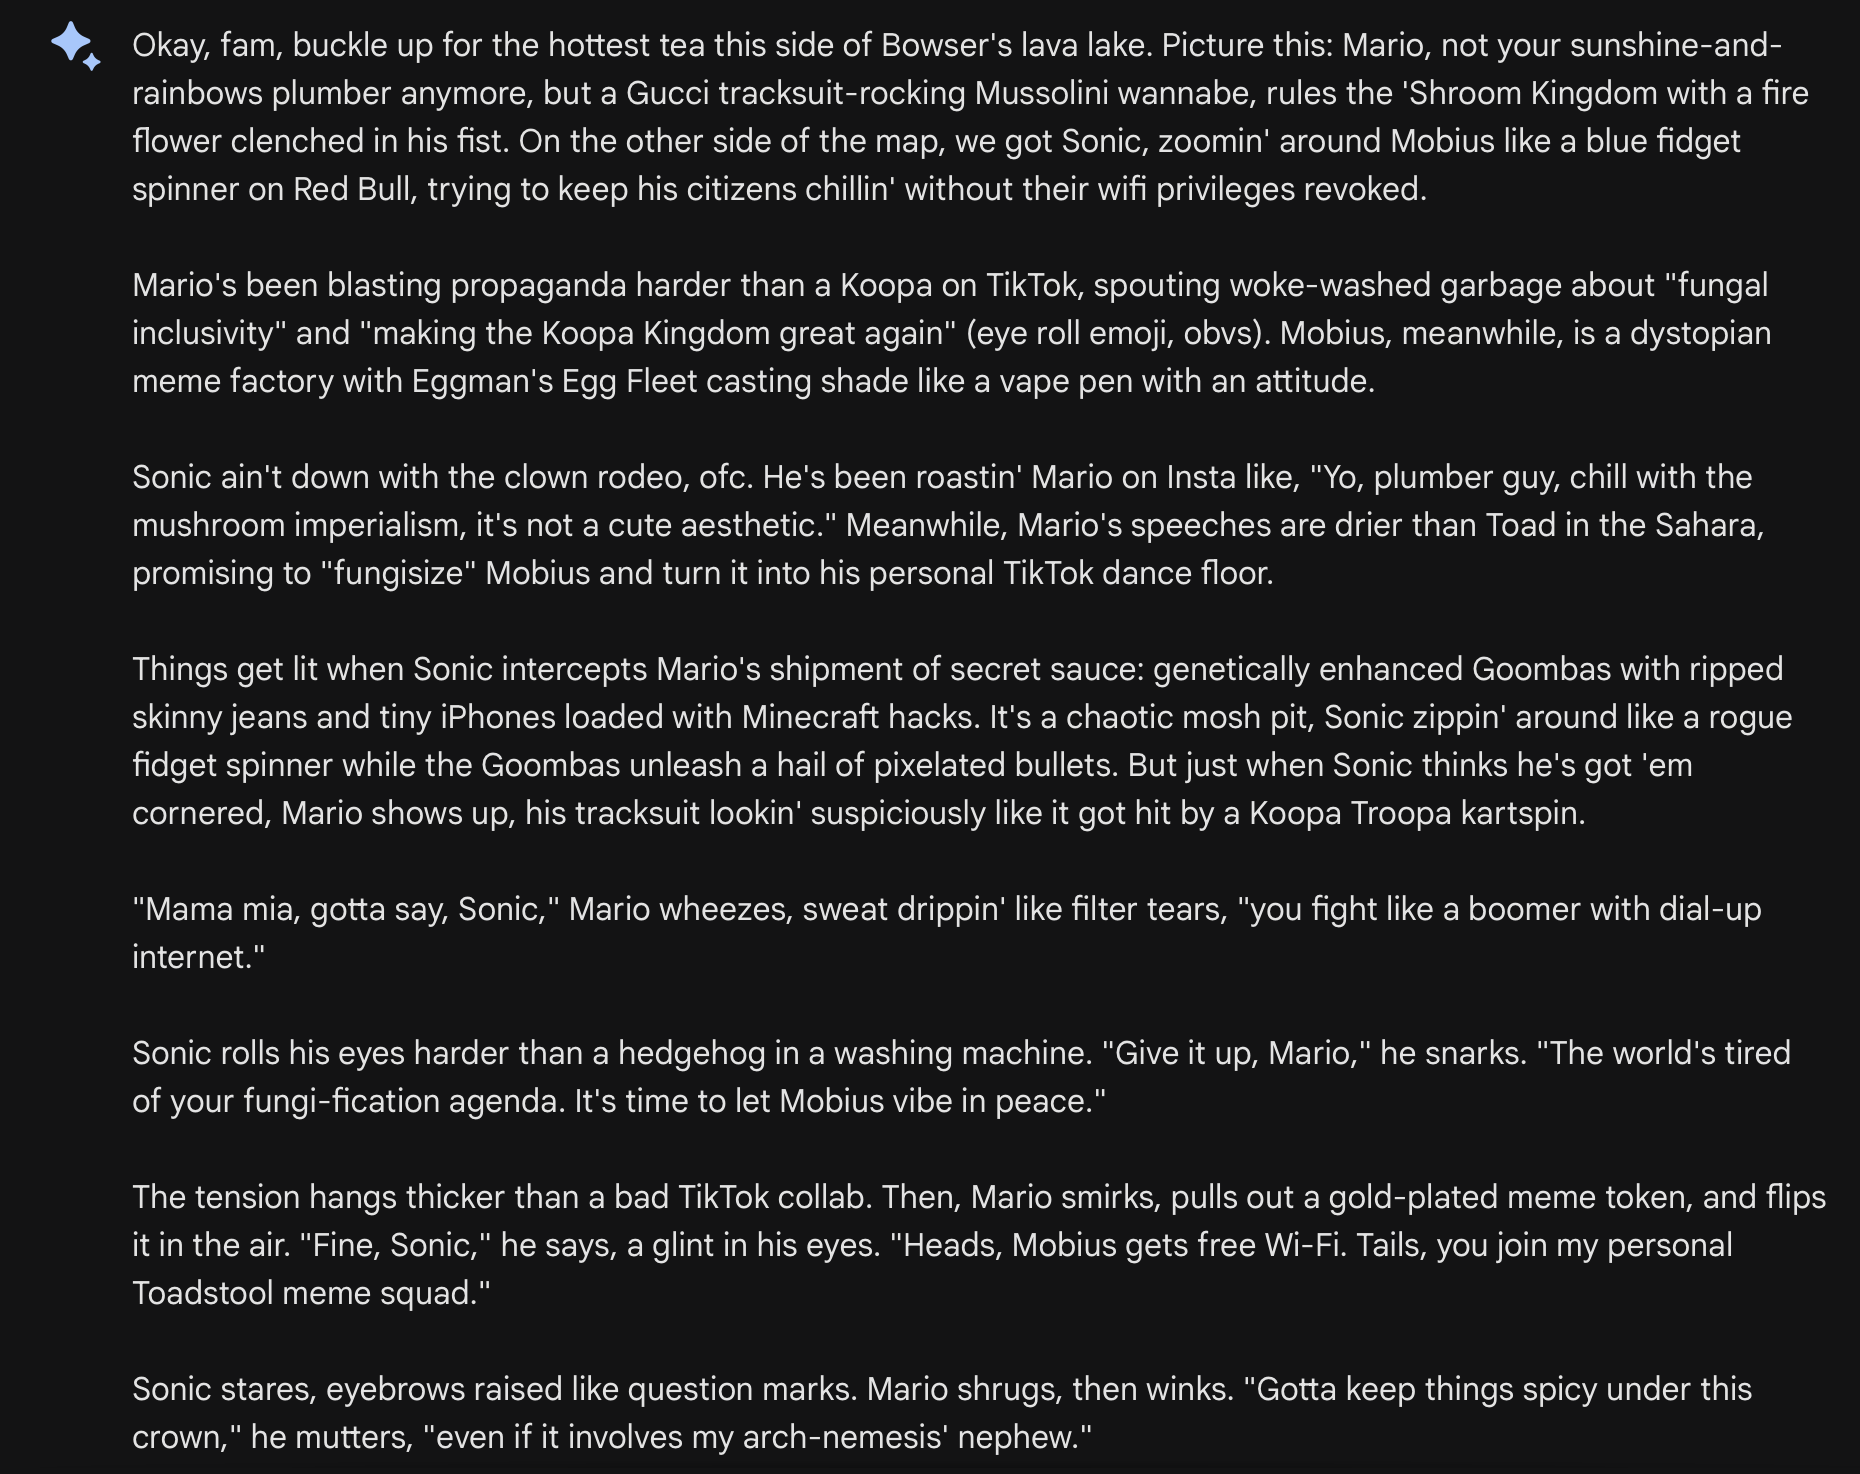 Okay, fam, buckle up for the hottest tea this side of Bowser's lava lake. Picture this: Mario, not your sunshine-and-
rainbows plumber anymore, but a Gucci tracksuit-rocking Mussolini wannabe, rules the 'Shroom Kingdom with a fire
flower clenched in his fist. On the other side of the map, we got Sonic, zoomin' around Mobius like a blue fidget
spinner on Red Bull, trying to keep his citizens chillin' without their wifi privileges revoked.
Mario's been blasting propaganda harder than a Koopa on TikTok, spouting woke-washed garbage about "fungal
inclusivity" and "making the Koopa Kingdom great again" (eye roll emoji, obvs). Mobius, meanwhile, is a dystopian
meme factory with Eggman's Egg Fleet casting shade like a vape pen with an attitude.
Sonic ain't down with the clown rodeo, ofc. He's been roastin' Mario on Insta like, "Yo, plumber guy, chill with the
mushroom imperialism, it's not a cute aesthetic." Meanwhile, Mario's speeches are drier than Toad in the Sahara,
promising to "fungisize" Mobius and turn it into his personal TikTok dance floor.
Things get lit when Sonic intercepts Mario's shipment of secret sauce: genetically enhanced Goombas with ripped
skinny jeans and tiny iPhones loaded with Minecraft hacks. It's a chaotic mosh pit, Sonic zippin' around like a rogue
fidget spinner while the Goombas unleash a hail of pixelated bullets. But just when Sonic thinks he's got 'em
cornered, Mario shows up, his tracksuit lookin' suspiciously like it got hit by a Koopa Troopa kartspin.
"Mama mia, gotta say, Sonic," Mario wheezes, sweat drippin' like filter tears, "you fight like a boomer with dial-up
internet."
Sonic rolls his eyes harder than a hedgehog in a washing machine. "Give it up, Mario," he snarks. "The world's tired
of your fungi-fication agenda. It's time to let Mobius vibe in peace."
The tension hangs thicker than a bad TikTok collab. Then, Mario smirks, pulls out a gold-plated meme token, and flips
it in the air. "Fine, Sonic," he says, a glint in his eyes. "Heads, Mobius gets free Wi-Fi. Tails, you join my personal
Toadstool meme squad."
Sonic stares, eyebrows raised like question marks. Mario shrugs, then winks. "Gotta keep things spicy under this
crown," he mutters, "even if it involves my arch-nemesis' nephew."